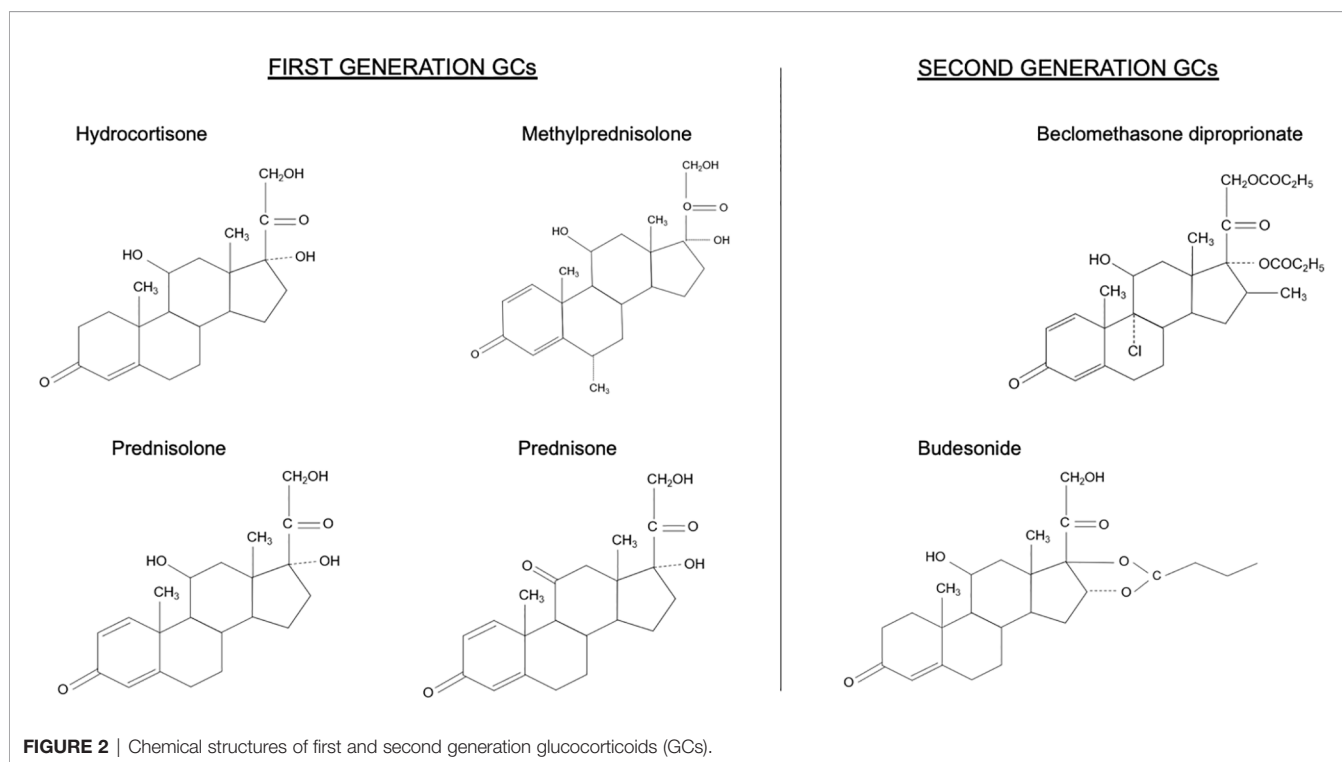 FIRST GENERATION GCs
SECOND GENERATION GCs
Hydrocortisone
CH₂OH
C
O
CH₃
HO
OH
CH₃
O
Methylprednisolone
CH₂OH
O
O
CH₃
HO
OH
CH₃
O
CH₃
Beclomethasone diproprionate
CH₂OCOC₂H₅
C
O
CH₃
HO
OCOC₂H₅
CH₃
CH₃
Cl
O
Prednisolone
CH₂OH
C
O
CH₃
HO
OH
CH₃
O
Prednisone
CH₂OH
C
O
CH₃
O
OH
CH₃
O
Budesonide
CH₂OH
C
O
CH₃
HO
O
C
CH₃
O
O
FIGURE 2 | Chemical structures of first and second generation glucocorticoids (GCs).